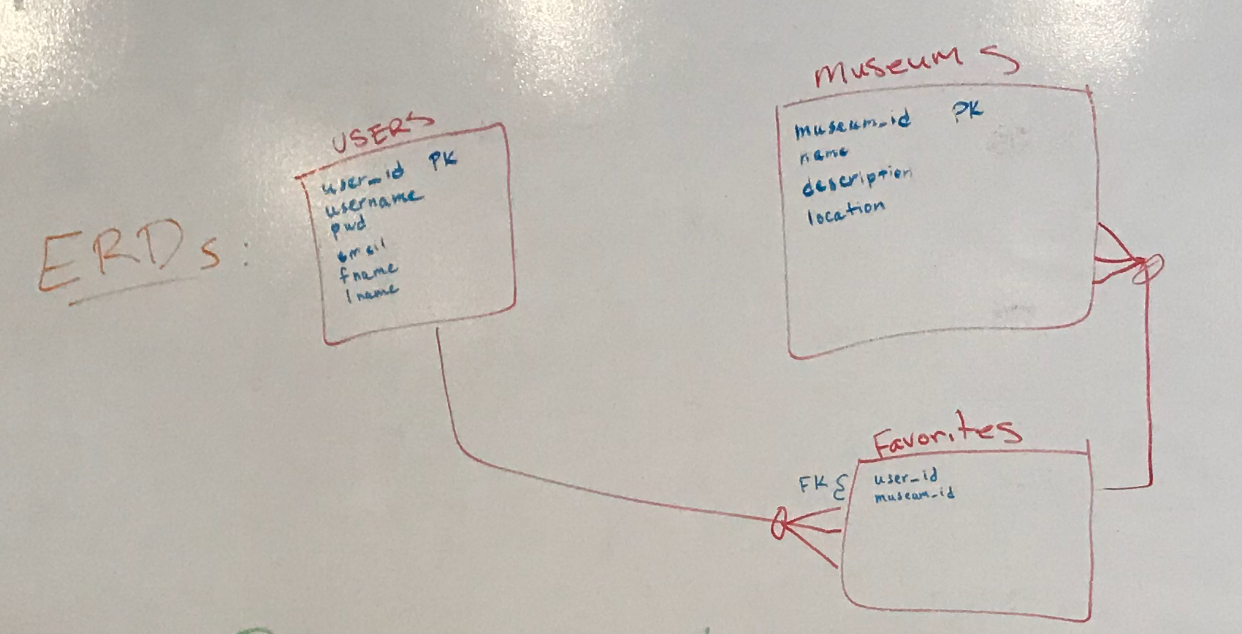 ERDs:
USERS
user_id PK
username
pwd
email
fname
lname
Museums
museum_id PK
name
description
location
Favorites
FK
user_id
museum_id